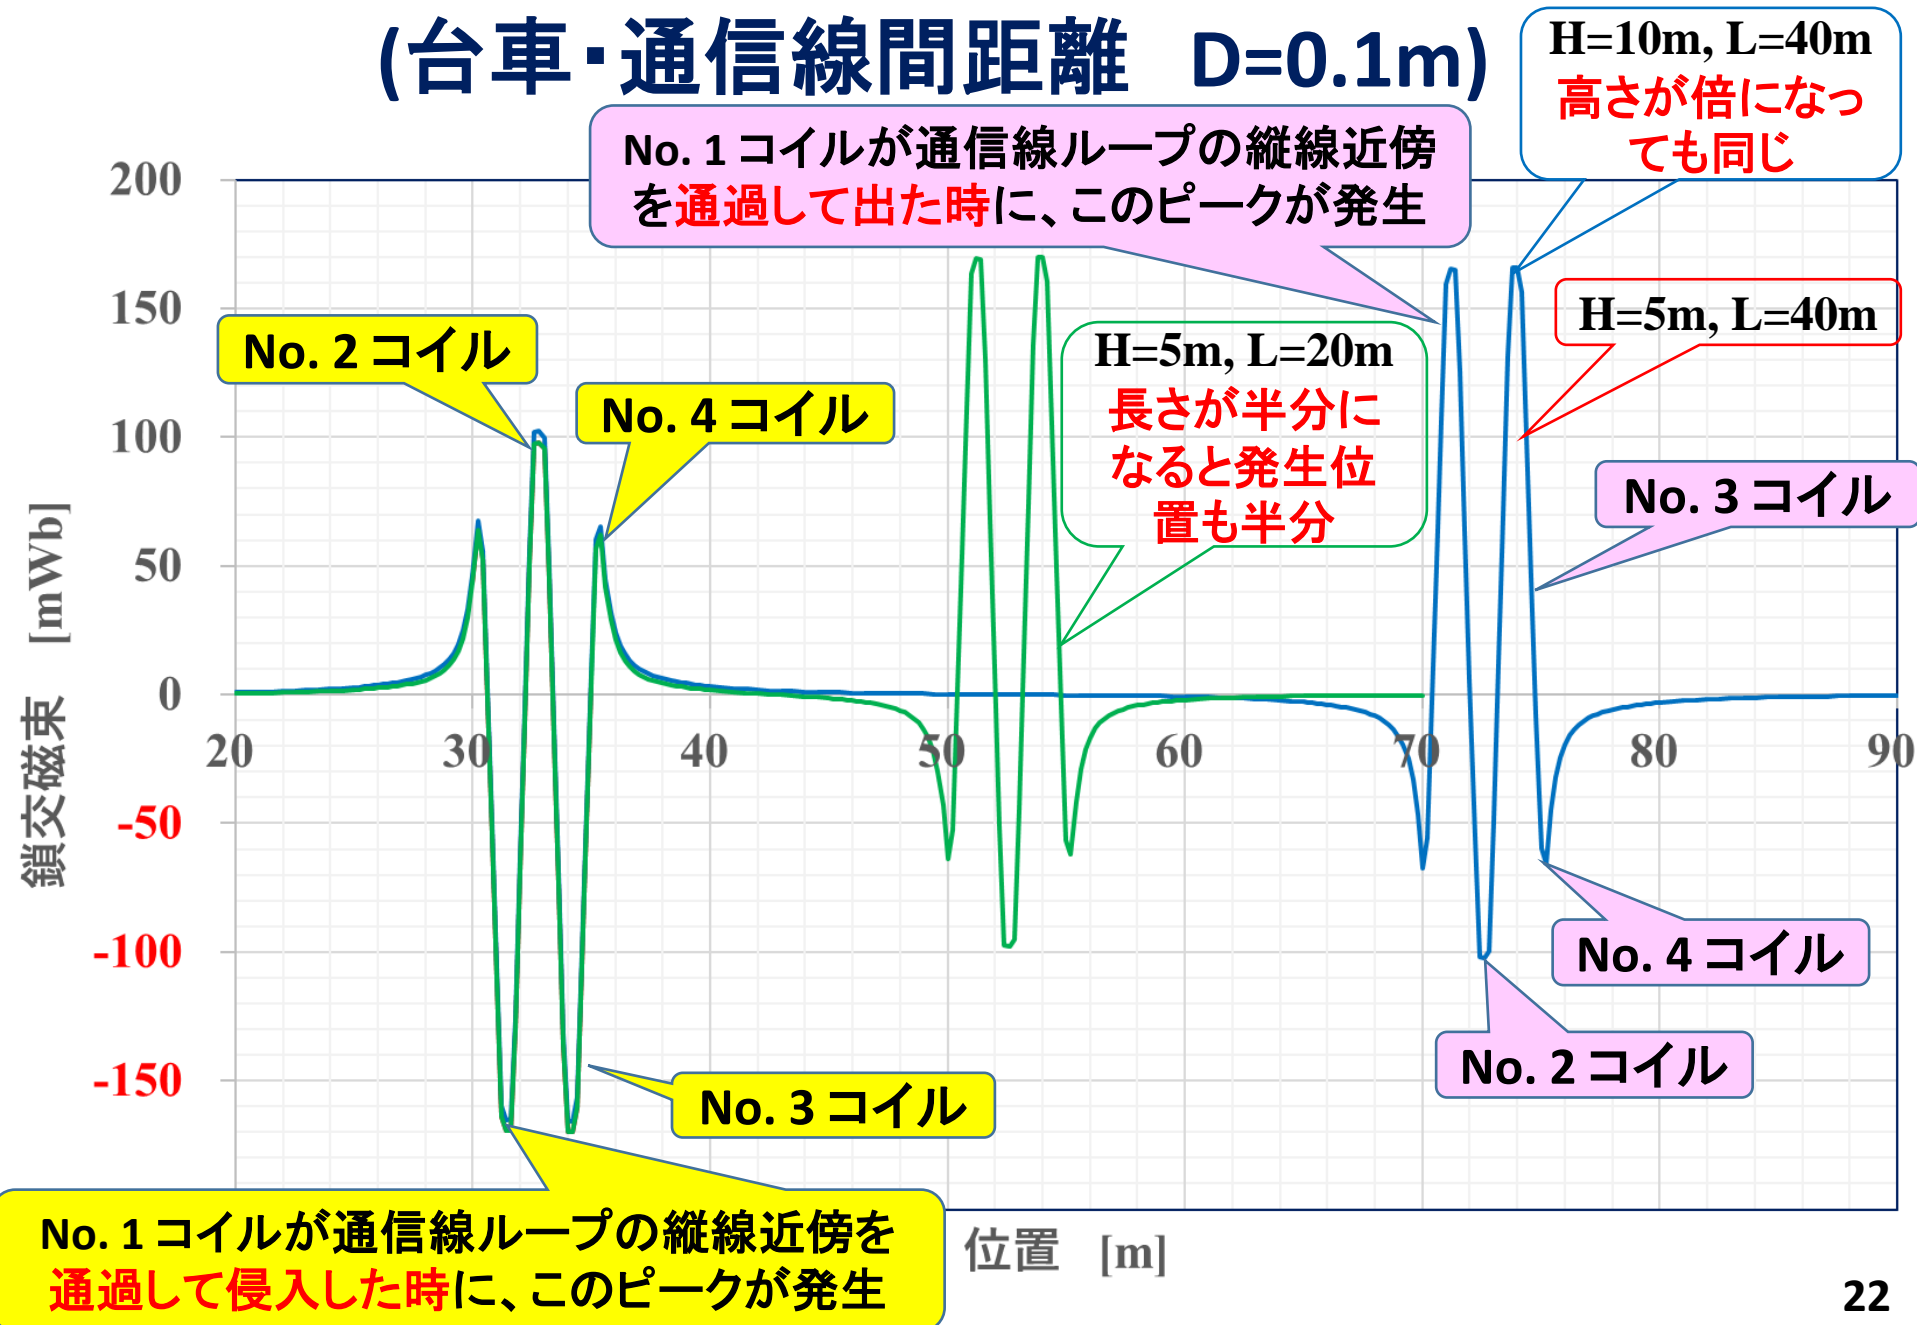 (台車・通信線間距離　D=0.1m)
H=10m, L=40m
高さが倍になっ
ても同じ
No. 1 コイルが通信線ループの縦線近傍
を通過して出た時に、このピークが発生
H=5m, L=40m
No. 2 コイル
No. 4 コイル
H=5m, L=20m
長さが半分に
なると発生位
置も半分
No. 3 コイル
No. 4 コイル
No. 2 コイル
No. 3 コイル
No. 1 コイルが通信線ループの縦線近傍を
通過して侵入した時に、このピークが発生
鎖交磁束　[mWb]
200
150
100
50
0
-50
-100
-150
20 30 40 50 60 70 80 90
位置　[m]
22